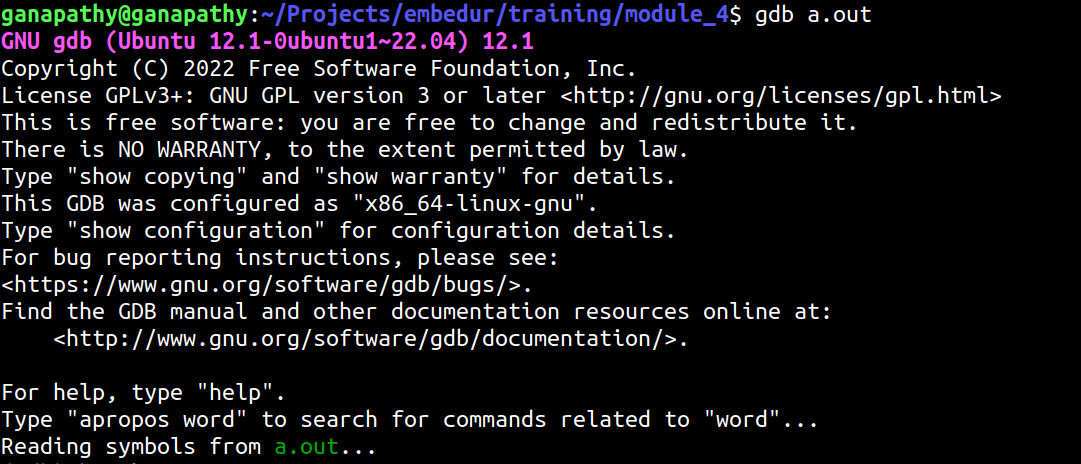 ganapathy@ganapathy:~/Projects/embedur/training/module_4$ gdb a.out
GNU gdb (Ubuntu 12.1-0ubuntu1~22.04) 12.1
Copyright (C) 2022 Free Software Foundation, Inc.
License GPLv3+: GNU GPL version 3 or later <http://gnu.org/licenses/gpl.html>
This is free software: you are free to change and redistribute it.
There is NO WARRANTY, to the extent permitted by law.
Type "show copying" and "show warranty" for details.
This GDB was configured as "x86_64-linux-gnu".
Type "show configuration" for configuration details.
For bug reporting instructions, please see:
<https://www.gnu.org/software/gdb/bugs/>.
Find the GDB manual and other documentation resources online at:
    <http://www.gnu.org/software/gdb/documentation/>.
For help, type "help".
Type "apropos word" to search for commands related to "word"...
Reading symbols from a.out...